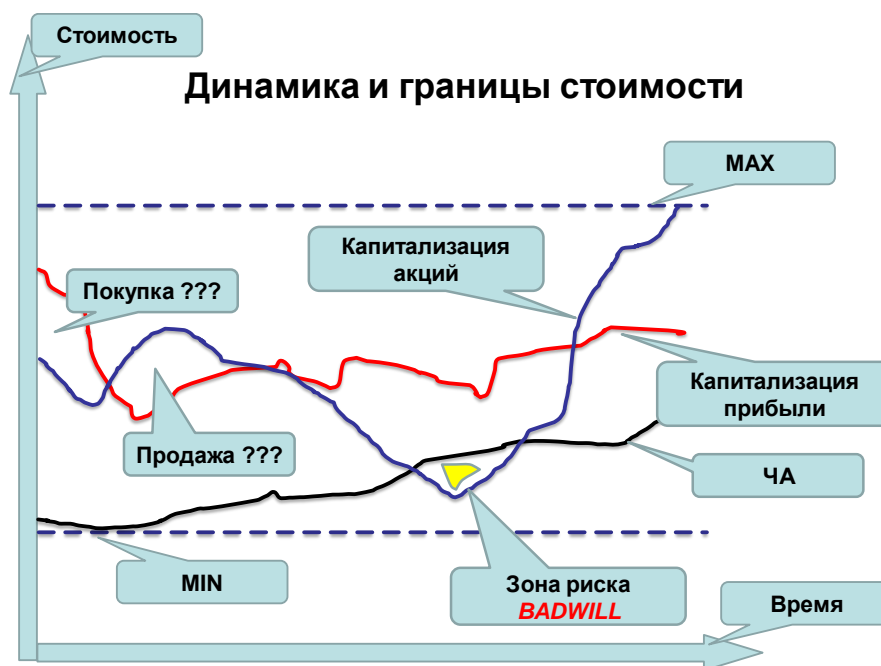 Стоимость
Динамика и границы стоимости
MAX
Капитализация
акций
Покупка ???
Капитализация
прибыли
Продажа ???
ЧА
MIN
Зона риска
BADWILL
Время